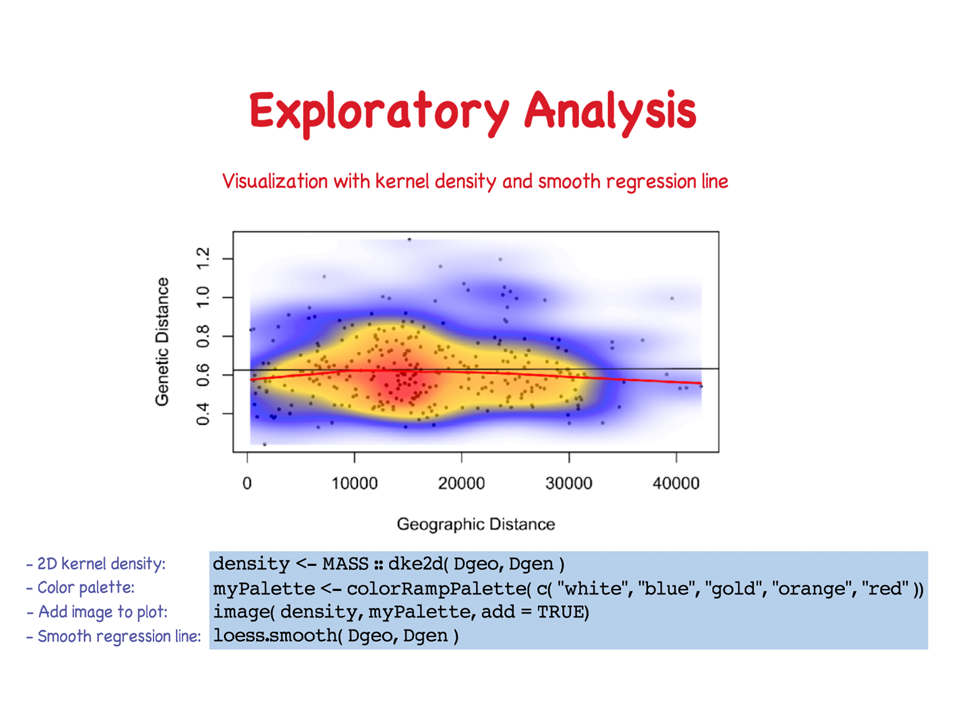 Exploratory Analysis
Visualization with kernel density and smooth regression line
Genetic Distance
1.2
1.0
0.8
0.6
0.4
0 10000 20000 30000 40000
Geographic Distance
- 2D kernel density: density <- MASS :: dke2d( Dgeo, Dgen )
- Color palette: myPalette <- colorRampPalette( c( "white", "blue", "gold", "orange", "red" ))
- Add image to plot: image( density, myPalette, add = TRUE)
- Smooth regression line: loess.smooth( Dgeo, Dgen )